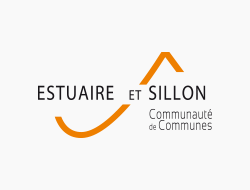 ESTUAIRE ET SILLON
Communauté
de Communes